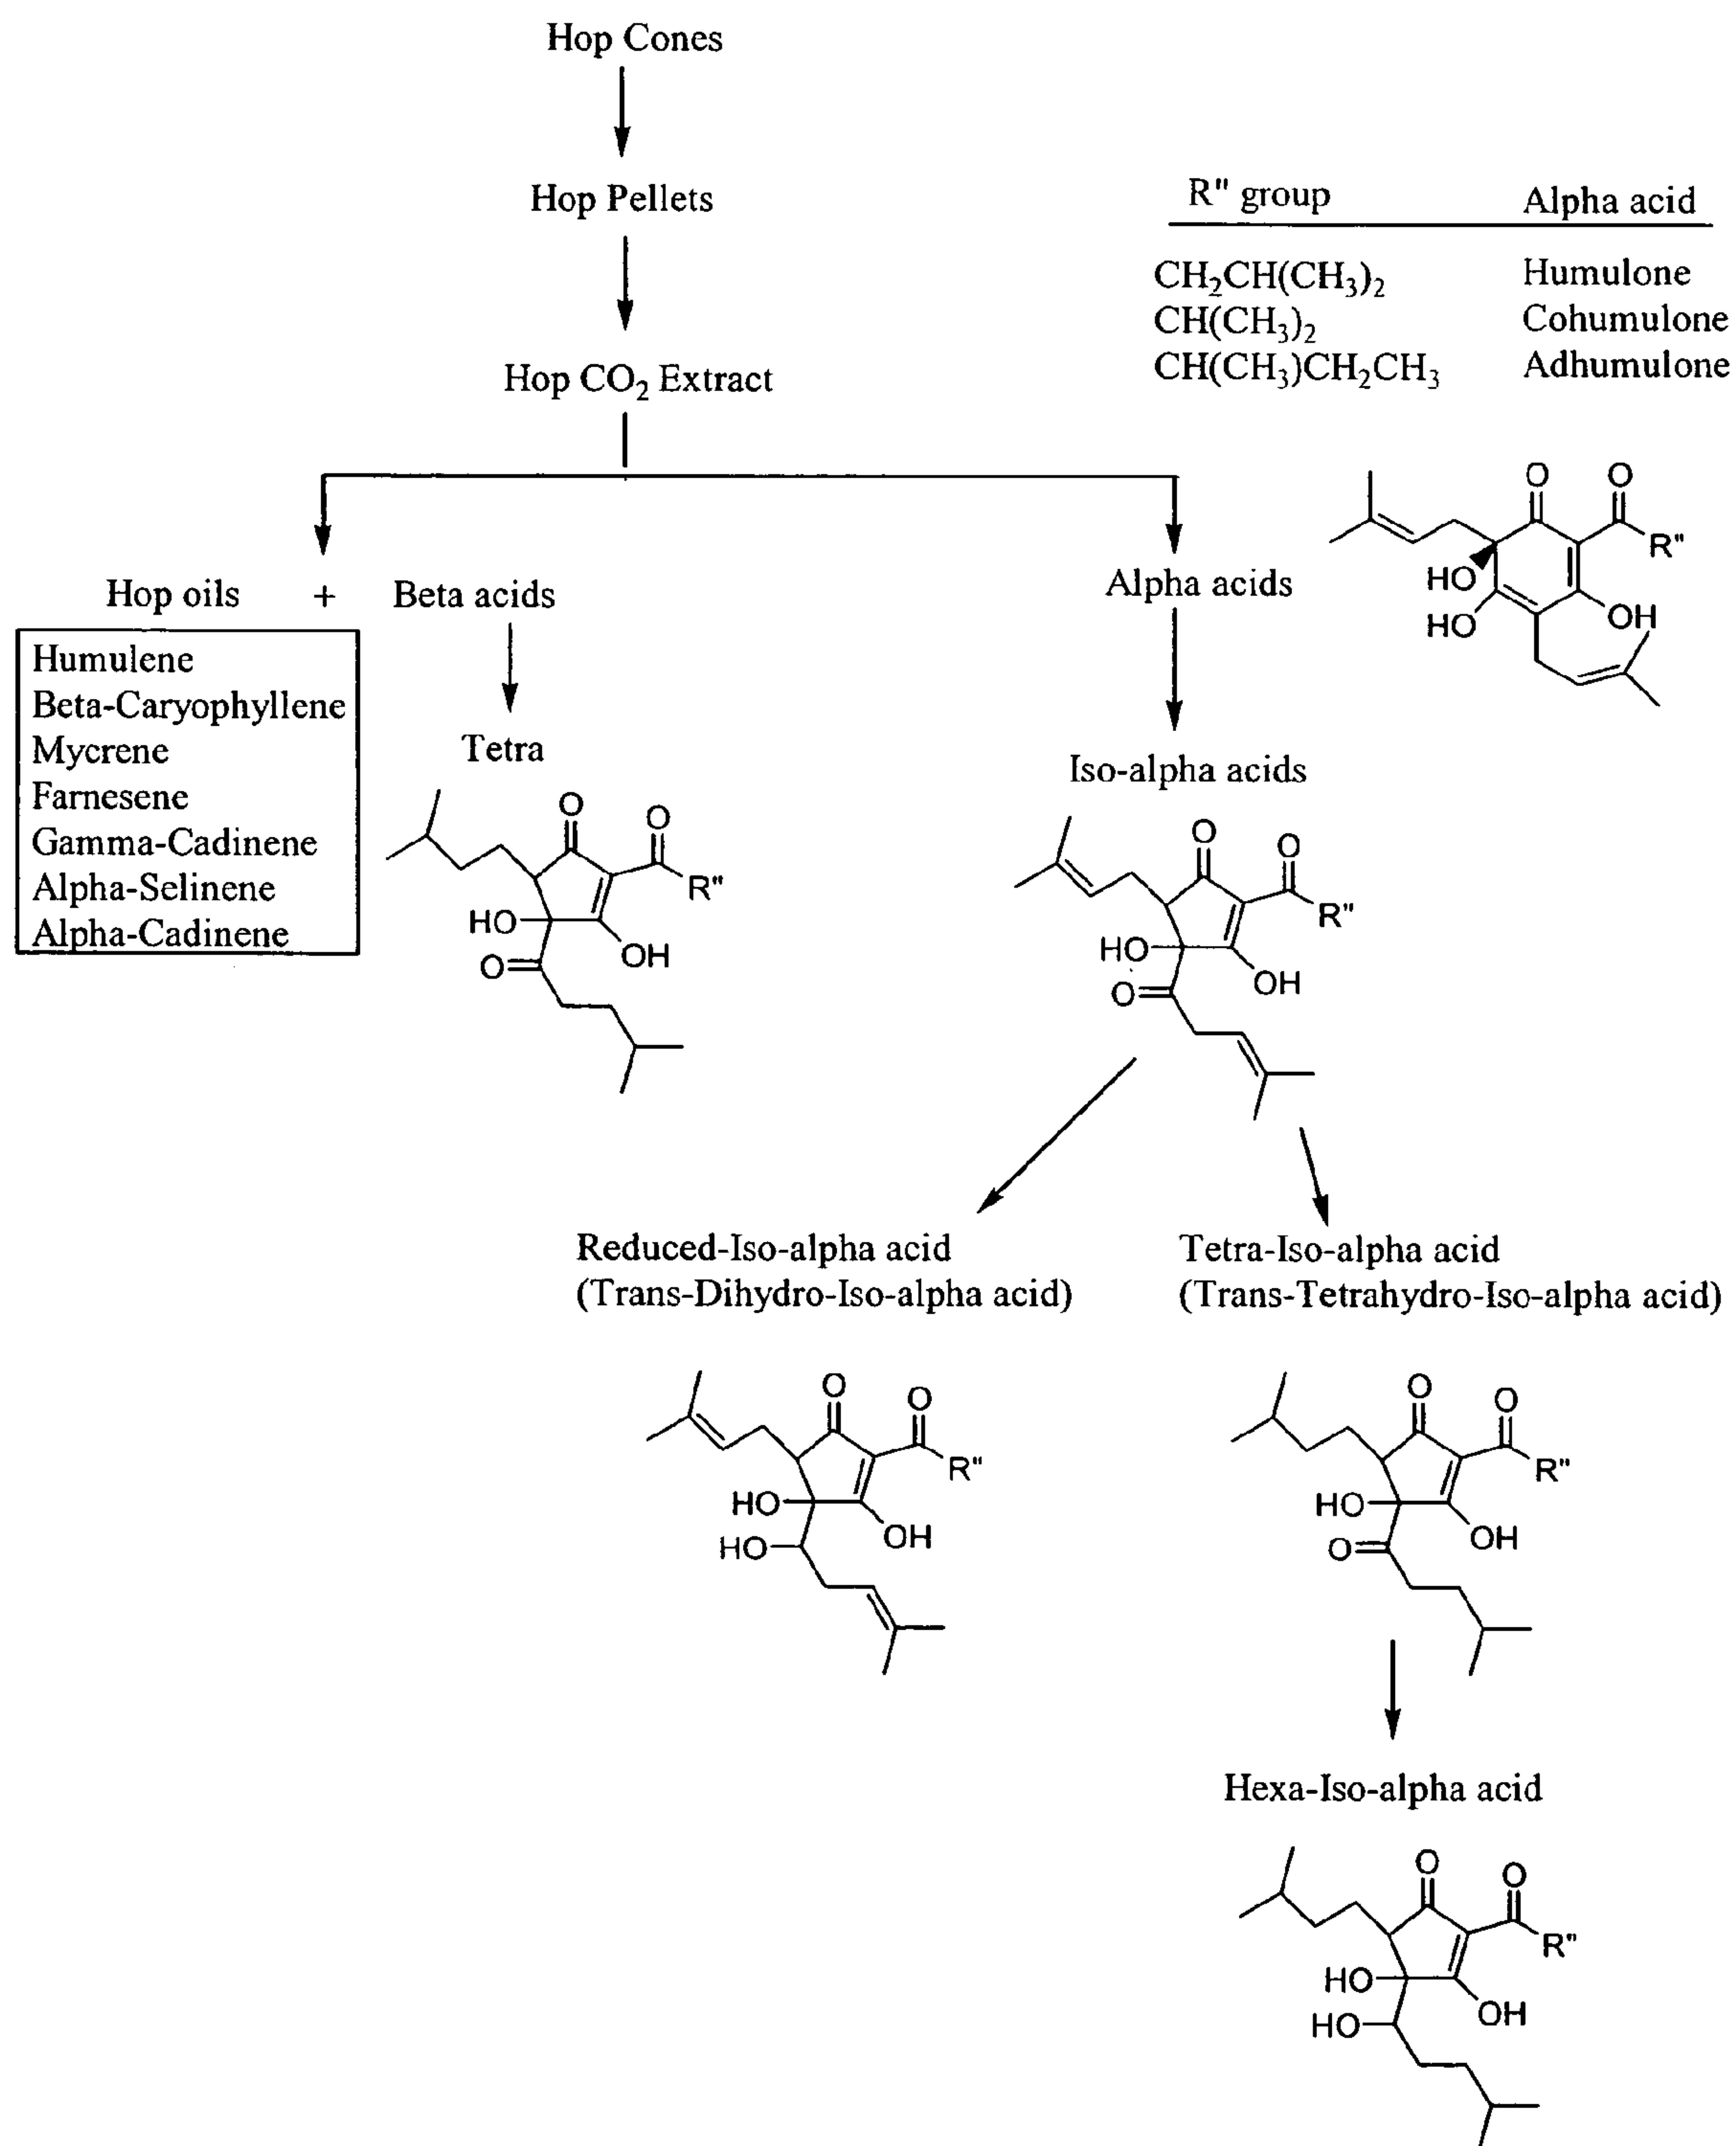 Hop Cones
Hop Pellets
R" group Alpha acid
CH₂CH(CH₃)₂ Humulone
CH(CH₃)₂ Cohumulone
CH(CH₃)CH₂CH₃ Adhumulone
Hop CO₂ Extract
O O
R"
HO
HO OH
Hop oils + Beta acids
Alpha acids
Humulene
Beta-Caryophyllene
Mycrene
Farnesene
Gamma-Cadinene
Alpha-Selinene
Alpha-Cadinene
Tetra
O O
R"
HO
OH
O
Iso-alpha acids
O O
R"
HO
OH
O
Reduced-Iso-alpha acid
(Trans-Dihydro-Iso-alpha acid)
Tetra-Iso-alpha acid
(Trans-Tetrahydro-Iso-alpha acid)
O O
R"
HO
OH
HO
O O
R"
HO
OH
O
Hexa-Iso-alpha acid
O O
R"
HO
OH
HO